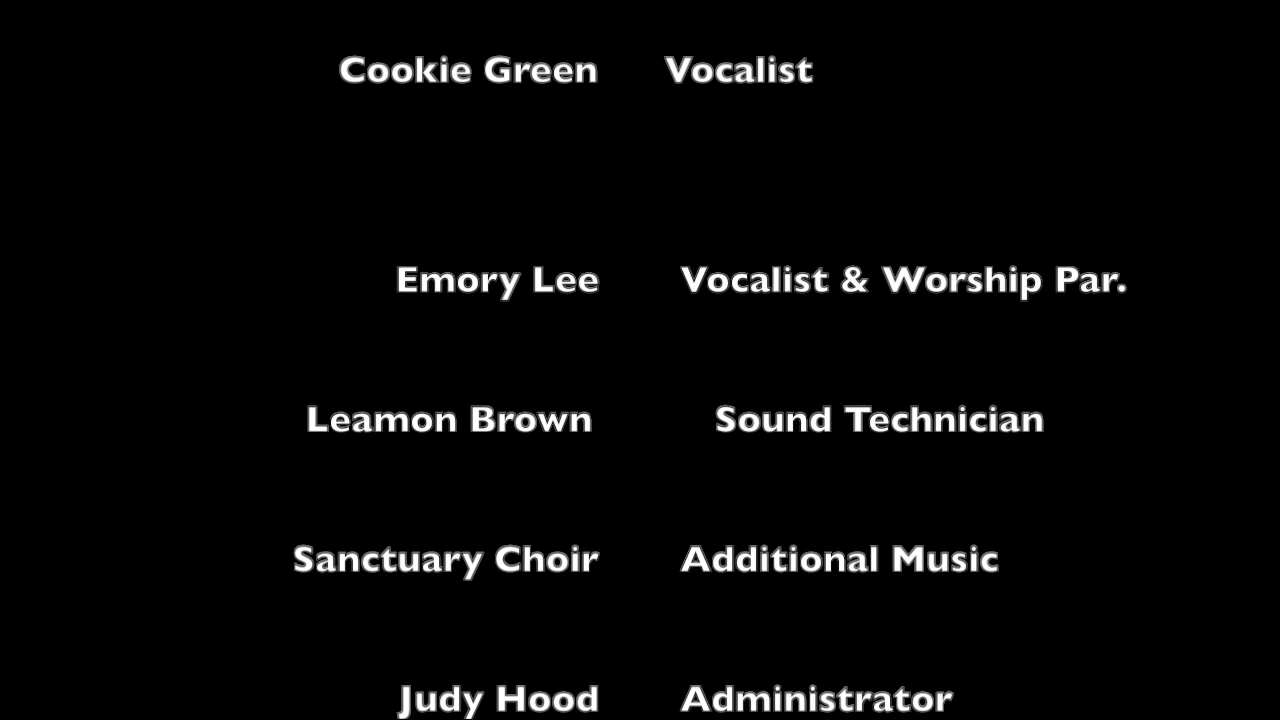 Cookie Green Vocalist
Emory Lee Vocalist & Worship Par.
Leamon Brown Sound Technician
Sanctuary Choir Additional Music
Judy Hood Administrator